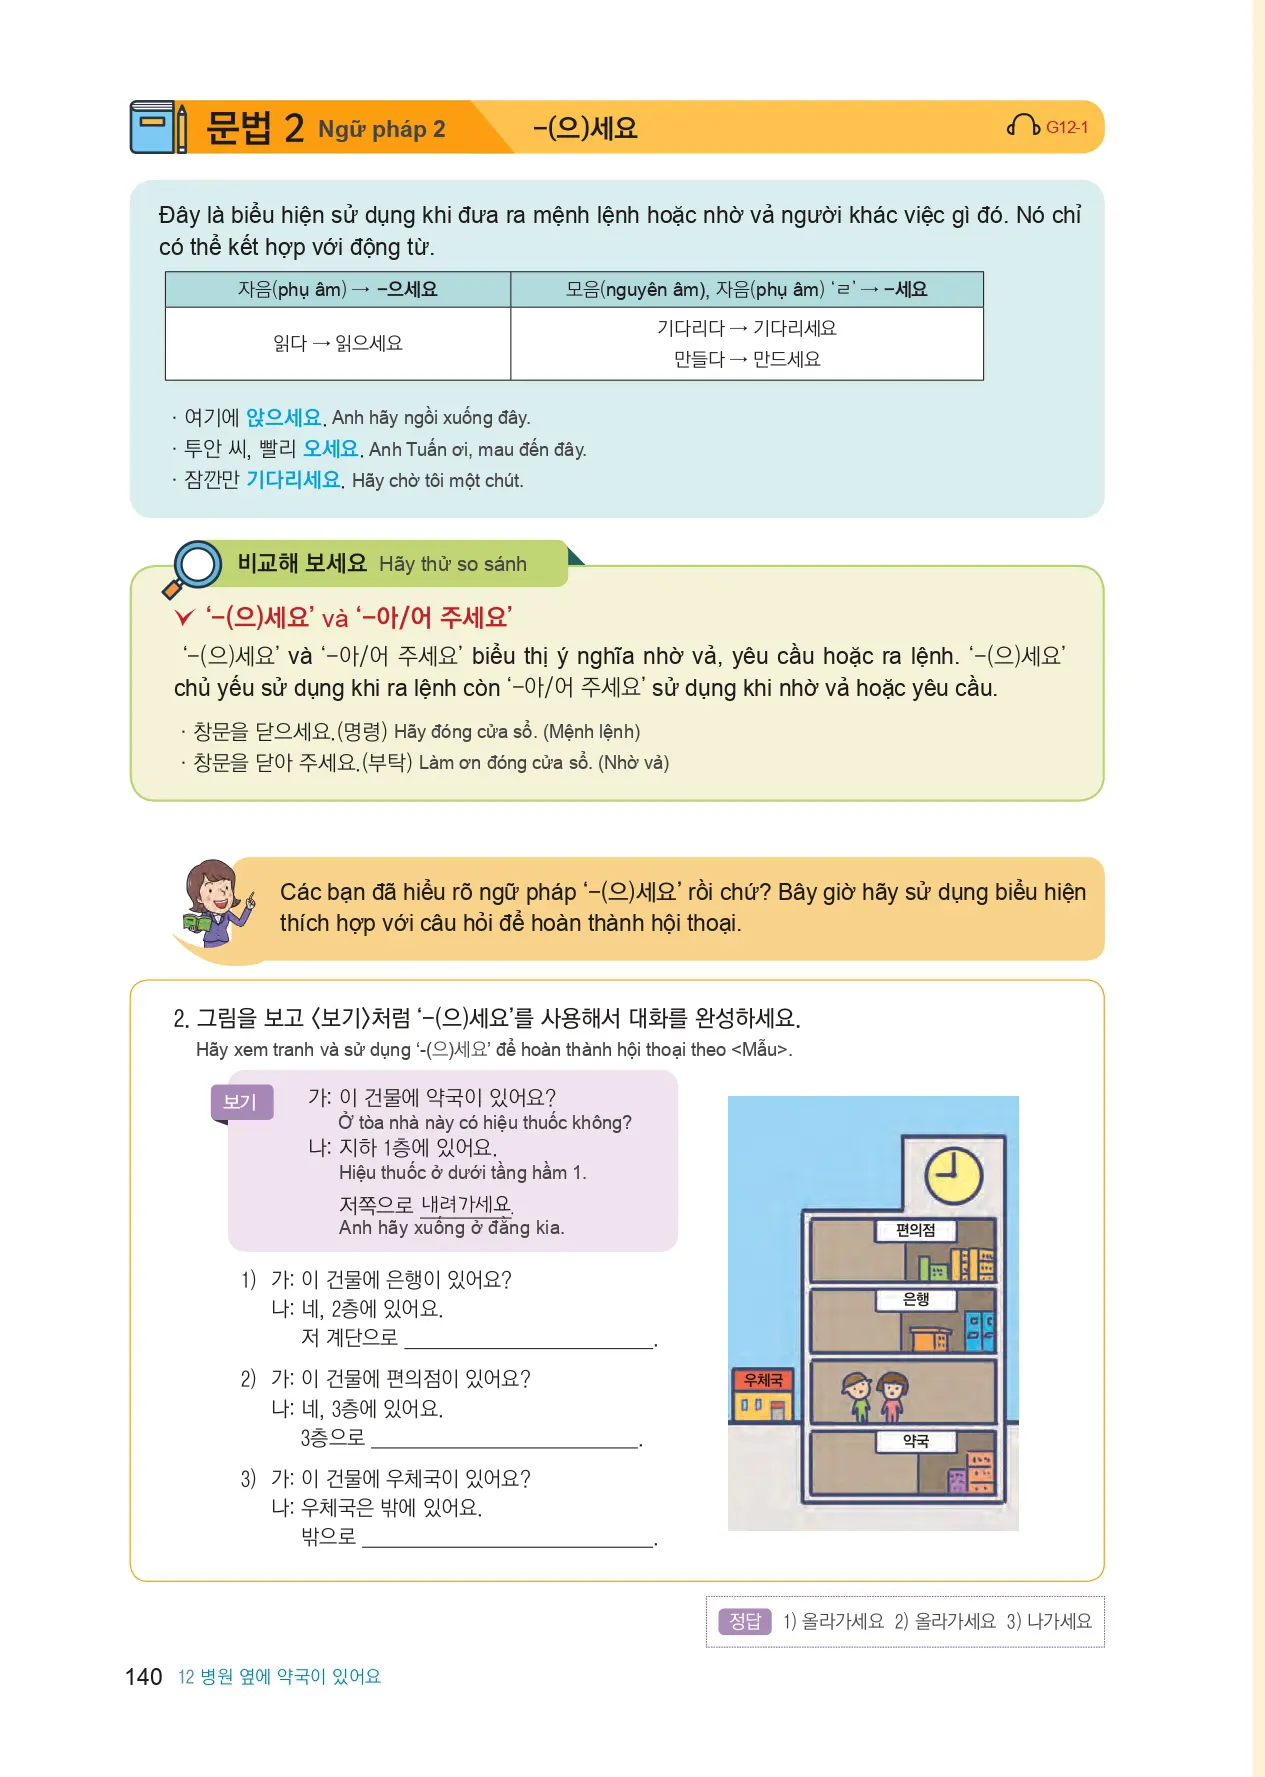 문법 2 Ngữ pháp 2 -(으)세요 G12-1
Đây là biểu hiện sử dụng khi đưa ra mệnh lệnh hoặc nhờ vả người khác việc gì đó. Nó chỉ
có thể kết hợp với động từ.
자음(phụ âm) → -으세요 모음(nguyên âm), 자음(phụ âm) ‘ㄹ’ → -세요
읽다 → 읽으세요
기다리다 → 기다리세요
만들다 → 만드세요
· 여기에 앉으세요. Anh hãy ngồi xuống đây.
· 투안 씨, 빨리 오세요. Anh Tuấn ơi, mau đến đây.
· 잠깐만 기다리세요. Hãy chờ tôi một chút.
비교해 보세요 Hãy thử so sánh
‘-(으)세요’ và ‘-아/어 주세요’
‘-(으)세요’ và ‘-아/어 주세요’ biểu thị ý nghĩa nhờ vả, yêu cầu hoặc ra lệnh. ‘-(으)세요’
chủ yếu sử dụng khi ra lệnh còn ‘-아/어 주세요’ sử dụng khi nhờ vả hoặc yêu cầu.
· 창문을 닫으세요.(명령) Hãy đóng cửa sổ. (Mệnh lệnh)
· 창문을 닫아 주세요.(부탁) Làm ơn đóng cửa sổ. (Nhờ vả)
Các bạn đã hiểu rõ ngữ pháp ‘-(으)세요’ rồi chứ? Bây giờ hãy sử dụng biểu hiện
thích hợp với câu hỏi để hoàn thành hội thoại.
2. 그림을 보고 〈보기〉처럼 ‘-(으)세요’를 사용해서 대화를 완성하세요.
Hãy xem tranh và sử dụng ‘-(으)세요’ để hoàn thành hội thoại theo <Mẫu>.
보기
가: 이 건물에 약국이 있어요?
Ở tòa nhà này có hiệu thuốc không?
나: 지하 1층에 있어요.
Hiệu thuốc ở dưới tầng hầm 1.
저쪽으로 내려가세요.
Anh hãy xuống ở đằng kia.
1) 가: 이 건물에 은행이 있어요?
나: 네, 2층에 있어요.
저 계단으로 ____________.
2) 가: 이 건물에 편의점이 있어요?
나: 네, 3층에 있어요.
3층으로 ____________.
3) 가: 이 건물에 우체국이 있어요?
나: 우체국은 밖에 있어요.
밖으로 ____________.
편의점
은행
우체국
약국
정답 1) 올라가세요 2) 올라가세요 3) 나가세요
140 12 병원 옆에 약국이 있어요